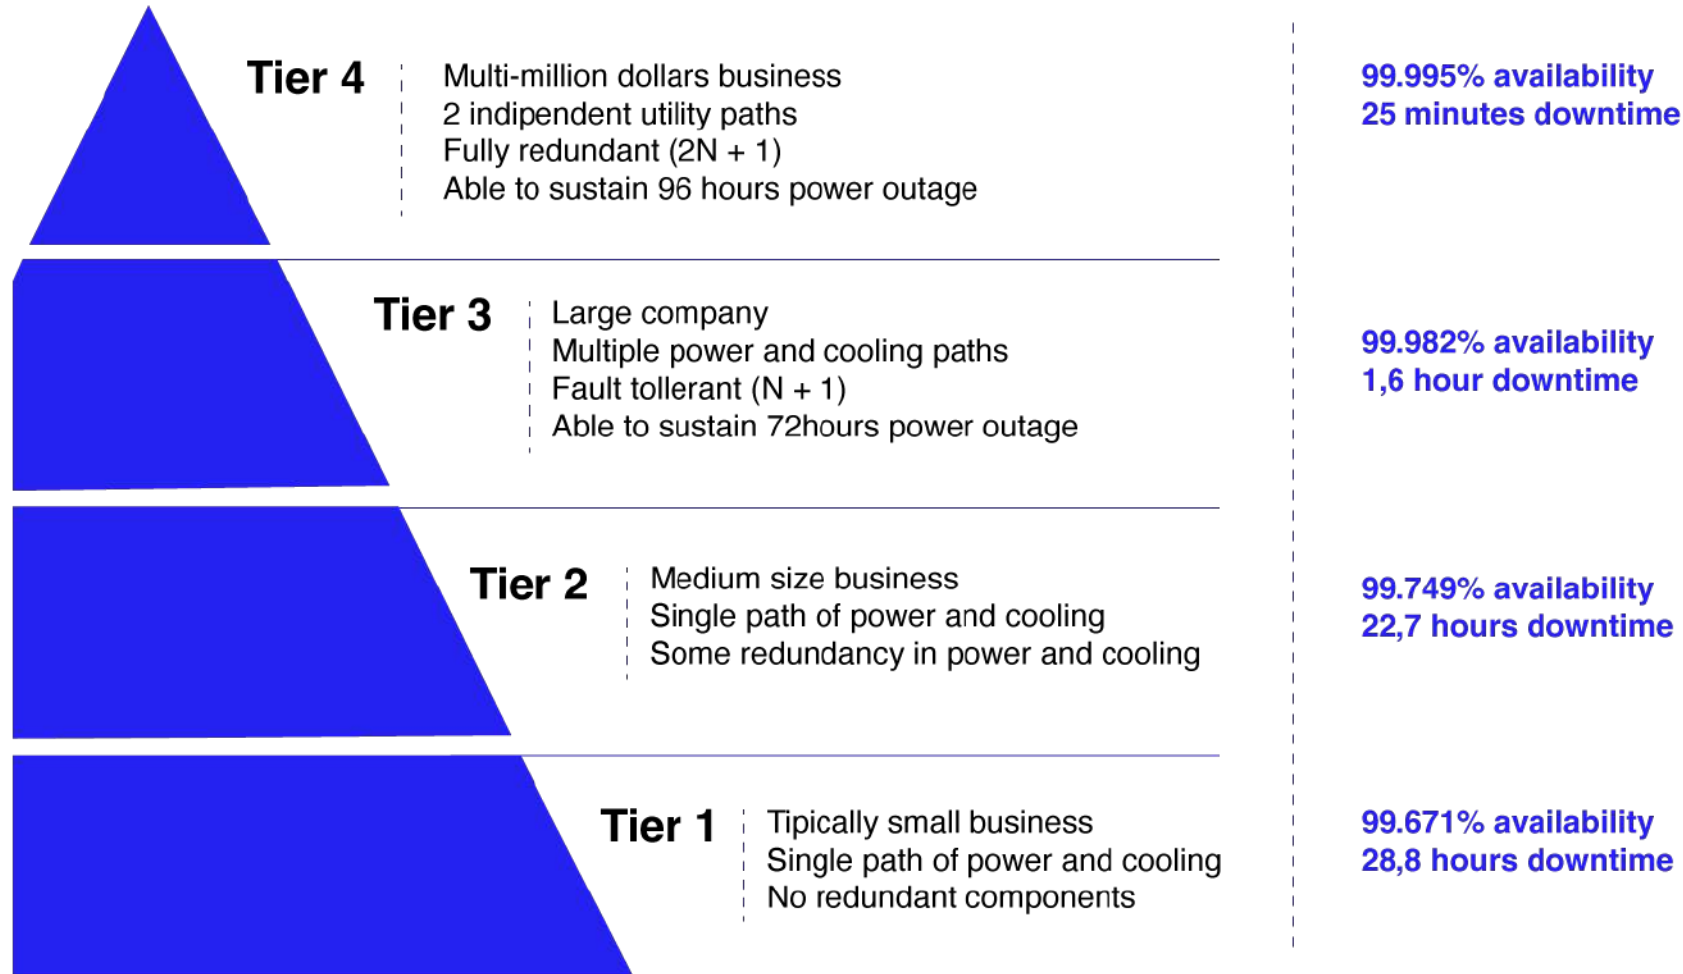 Tier 4
Multi-million dollars business
2 indipendent utility paths
Fully redundant (2N + 1)
Able to sustain 96 hours power outage
99.995% availability
25 minutes downtime
Tier 3
Large company
Multiple power and cooling paths
Fault tollerant (N + 1)
Able to sustain 72hours power outage
99.982% availability
1,6 hour downtime
Tier 2
Medium size business
Single path of power and cooling
Some redundancy in power and cooling
99.749% availability
22,7 hours downtime
Tier 1
Tipically small business
Single path of power and cooling
No redundant components
99.671% availability
28,8 hours downtime